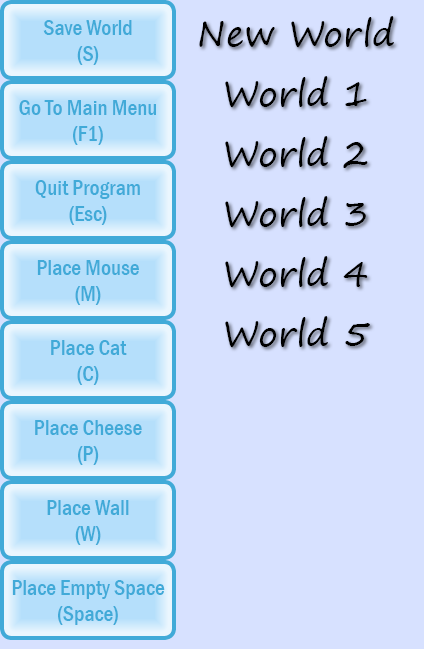 Save World
(S)
Go To Main Menu
(F1)
Quit Program
(Esc)
Place Mouse
(M)
Place Cat
(C)
Place Cheese
(P)
Place Wall
(W)
Place Empty Space
(Space)
New World
World 1
World 2
World 3
World 4
World 5